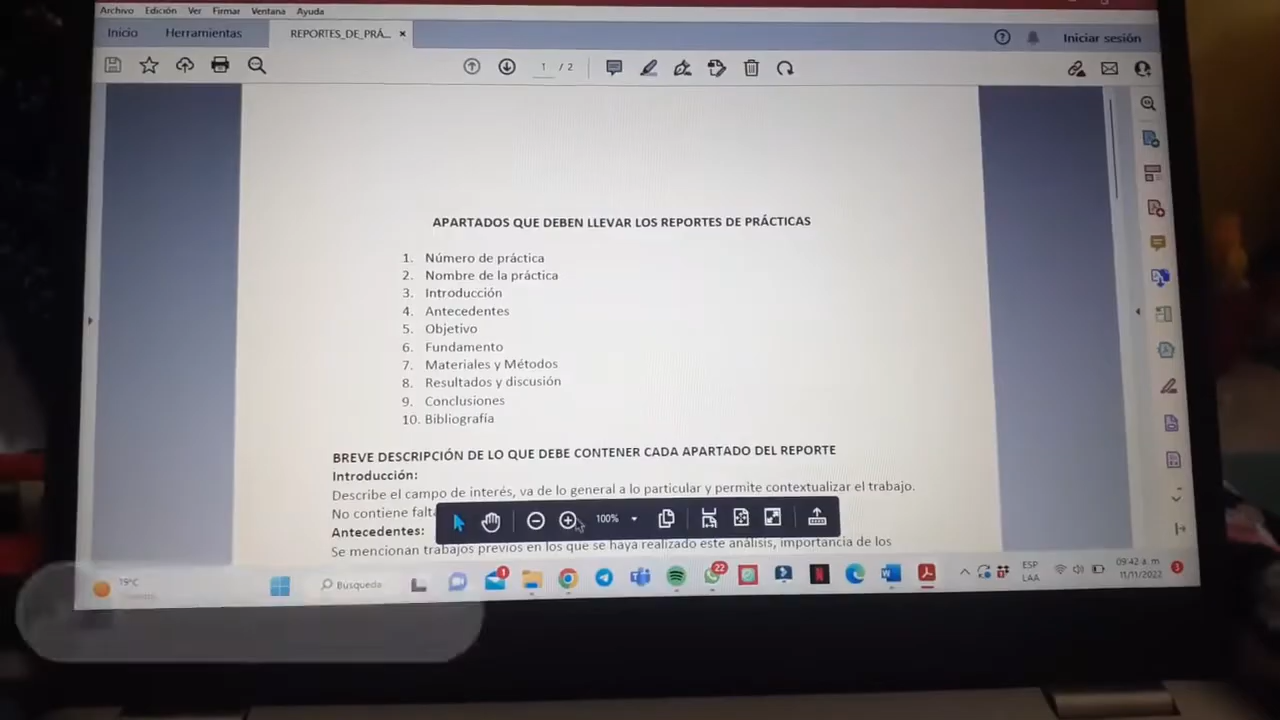 Archivo Edición Ver Firmar Ventana Ayuda
Inicio Herramientas REPORTES_DE_PRÁ... × Iniciar sesión
1 / 2
APARTADOS QUE DEBEN LLEVAR LOS REPORTES DE PRÁCTICAS
1. Número de práctica
2. Nombre de la práctica
3. Introducción
4. Antecedentes
5. Objetivo
6. Fundamento
7. Materiales y Métodos
8. Resultados y discusión
9. Conclusiones
10. Bibliografía
BREVE DESCRIPCIÓN DE LO QUE DEBE CONTENER CADA APARTADO DEL REPORTE
Introducción:
Describe el campo de interés, va de lo general a lo particular y permite contextualizar el trabajo.
No contiene
Antecedentes:
100%
Se mencionan trabajos previos en los que se haya realizado este análisis, importancia de los
19°C
Búsqueda
1
22
ESP
LAA
09:42 a. m.
11/11/2022
3